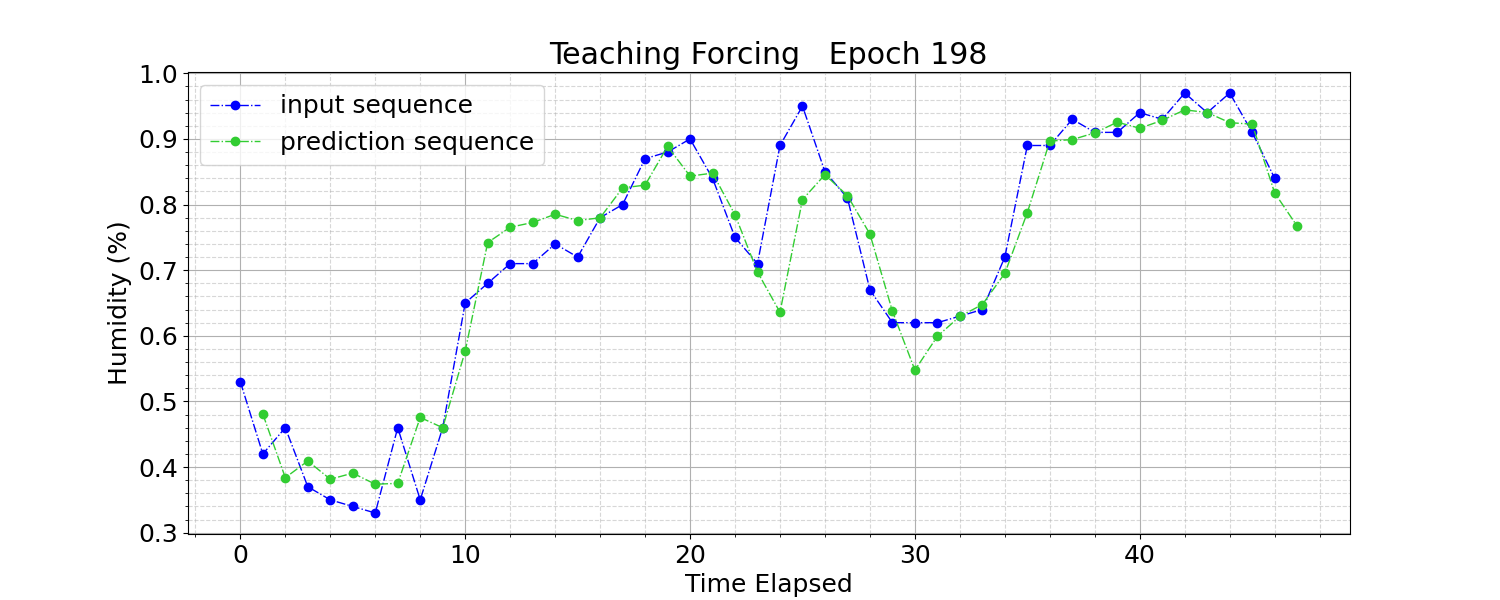 Teaching Forcing   Epoch 198
1.0
0.9
0.8
0.7
0.6
0.5
0.4
0.3
Humidity (%)
input sequence
prediction sequence
0 10 20 30 40
Time Elapsed